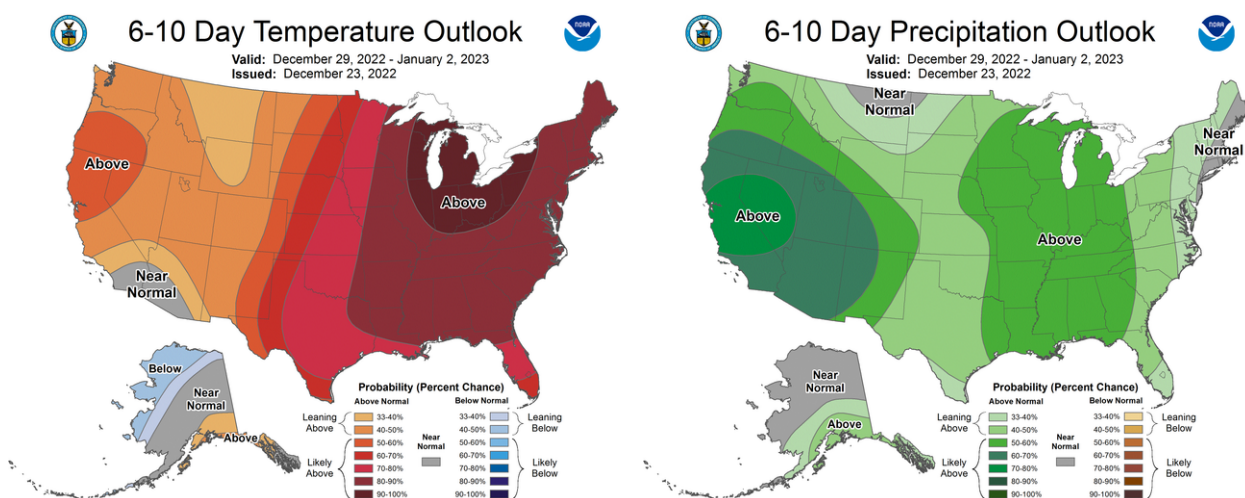 6-10 Day Temperature Outlook
Valid: December 29, 2022 - January 2, 2023
Issued: December 23, 2022
NOAA
Above
Above
Near
Normal
Below
Near
Normal
Above
Probability (Percent Chance)
Above Normal
Below Normal
Leaning
Above
33-40%
40-50%
Likely
Above
50-60%
60-70%
70-80%
80-90%
90-100%
Near
Normal
33-40%
40-50%
Leaning
Below
50-60%
60-70%
70-80%
80-90%
90-100%
Likely
Below
6-10 Day Precipitation Outlook
Valid: December 29, 2022 - January 2, 2023
Issued: December 23, 2022
NOAA
Near
Normal
Near
Normal
Above
Above
Near
Normal
Above
Probability (Percent Chance)
Above Normal
Below Normal
Leaning
Above
33-40%
40-50%
Likely
Above
50-60%
60-70%
70-80%
80-90%
90-100%
Near
Normal
33-40%
40-50%
Leaning
Below
50-60%
60-70%
70-80%
80-90%
90-100%
Likely
Below